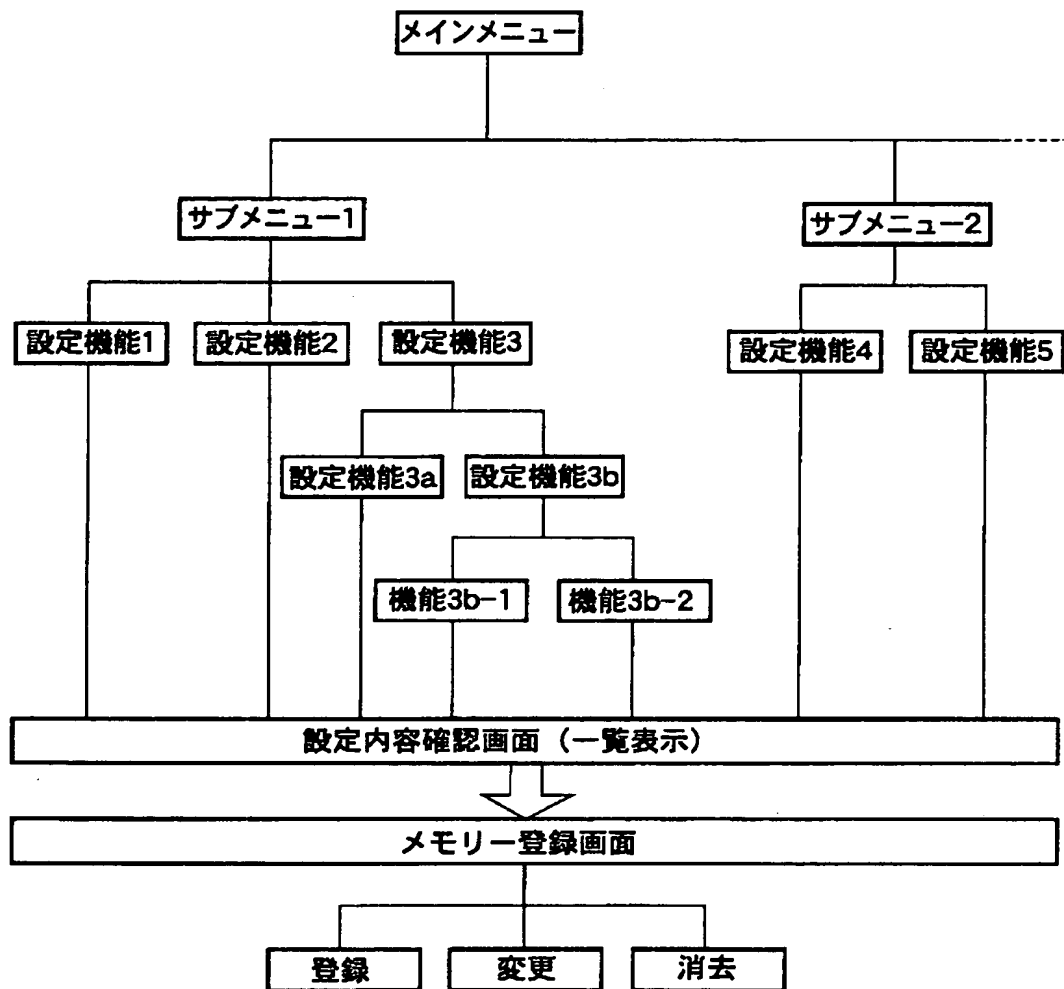 メインメニュー
サブメニュー1
サブメニュー2
設定機能1
設定機能2
設定機能3
設定機能4
設定機能5
設定機能3a
設定機能3b
機能3b-1
機能3b-2
設定内容確認画面（一覧表示）
メモリー登録画面
登録
変更
消去